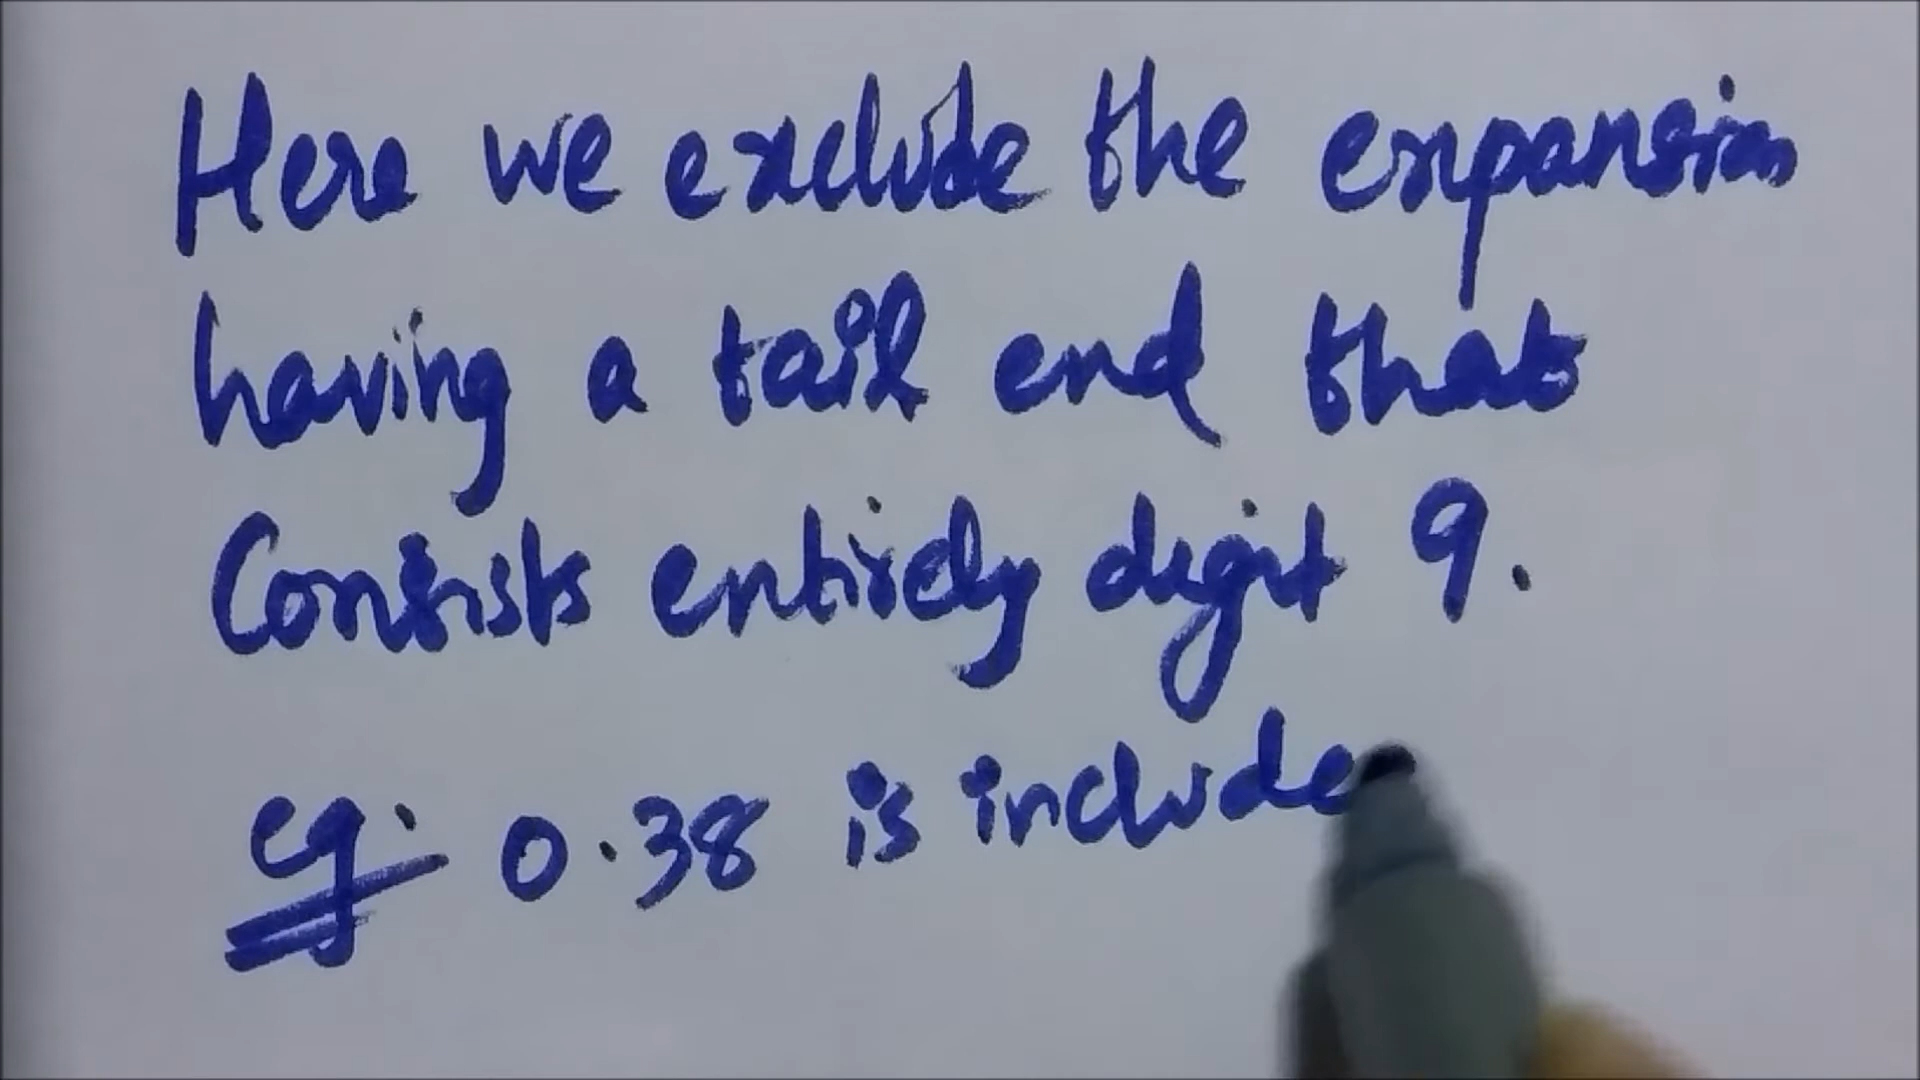 Here we exclude the expansion
having a tail end that
Consists entirely digit 9.
eg. 0.38 is include